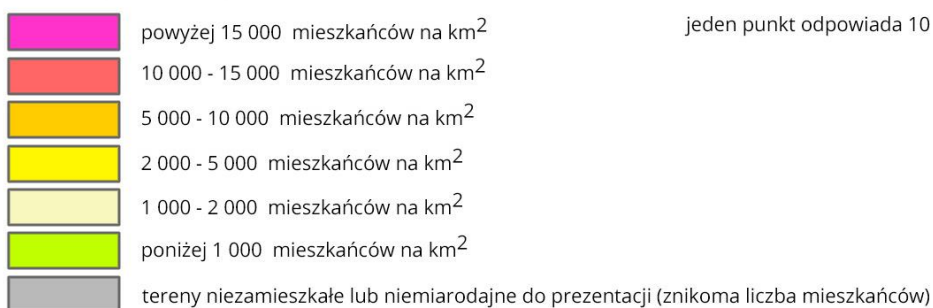 powyżej 15 000 mieszkańców na km2
jeden punkt odpowiada 10
10 000 - 15 000 mieszkańców na km2
5 000 - 10 000 mieszkańców na km2
2 000 - 5 000 mieszkańców na km2
1 000 - 2 000 mieszkańców na km2
poniżej 1 000 mieszkańców na km2
tereny niezamieszkałe lub niemiarodajne do prezentacji (znikoma liczba mieszkańców)